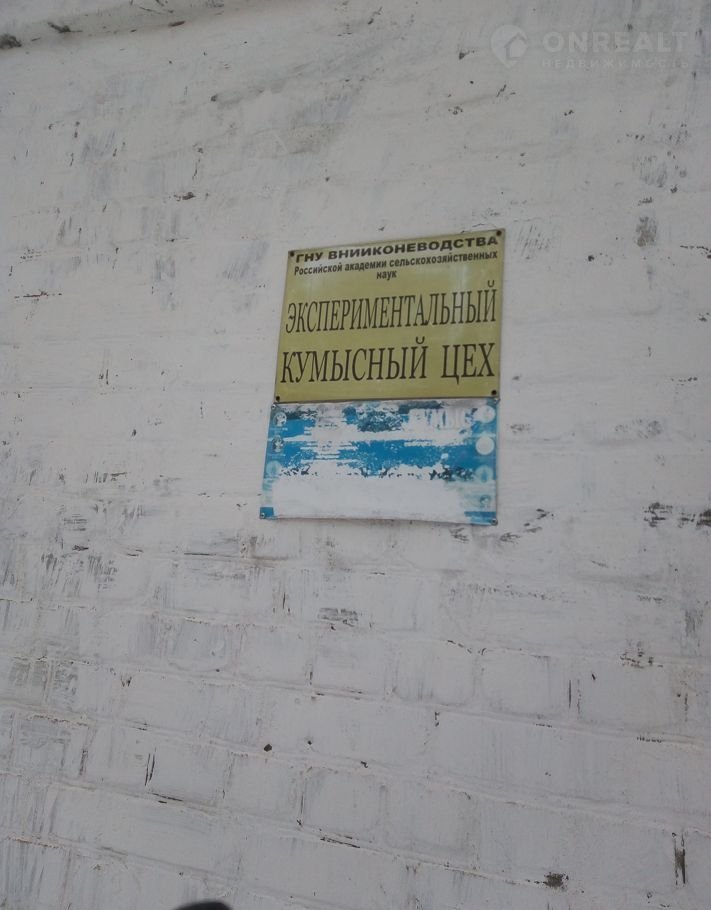 ONREALT
НЕДВИЖИМОСТЬ
ГНУ ВНИИКОНЕВОДСТВА
Российской академии сельскохозяйственных
наук
ЭКСПЕРИМЕНТАЛЬНЫЙ
КУМЫСНЫЙ ЦЕХ